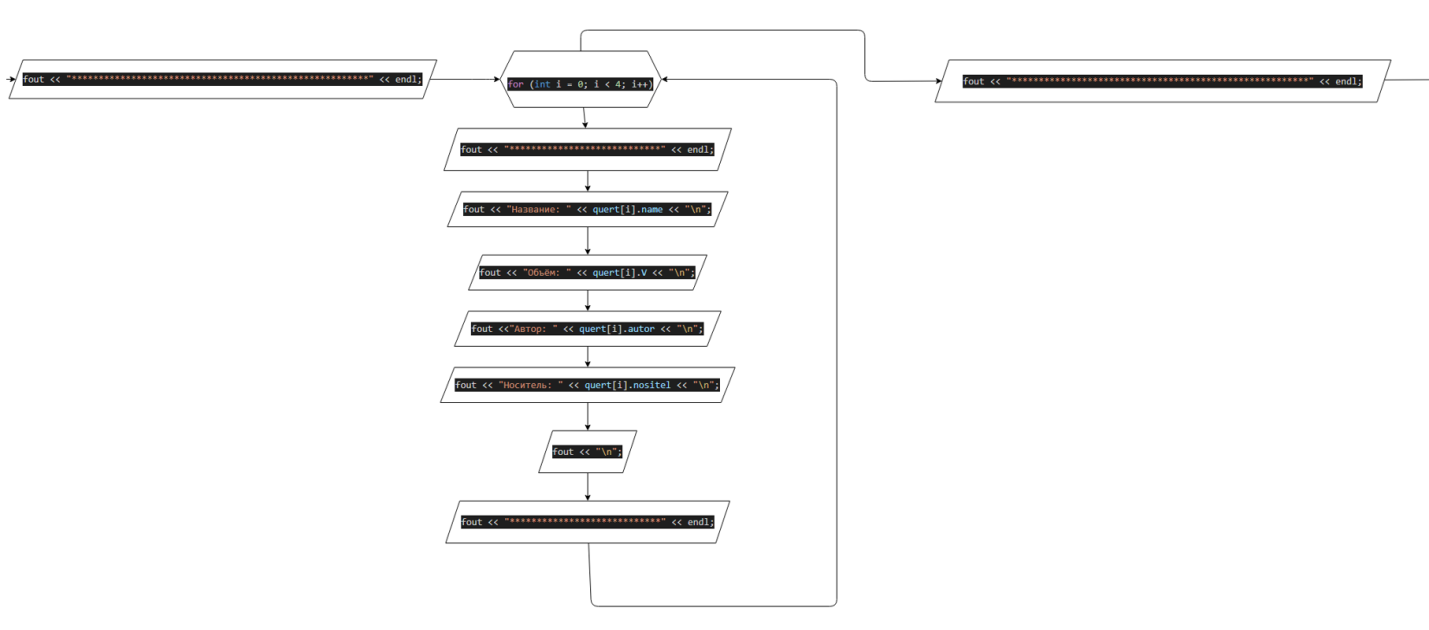 fout << "*******************************************************" << endl;
for (int i = 0; i < 4; i++)
fout << "****************************" << endl;
fout << "Название: " << quert[i].name << "\n";
fout << "Объём: " << quert[i].V << "\n";
fout <<"Автор: " << quert[i].autor << "\n";
fout << "Носитель: " << quert[i].nositel << "\n";
fout << "\n";
fout << "****************************" << endl;
fout << "*******************************************************" << endl;